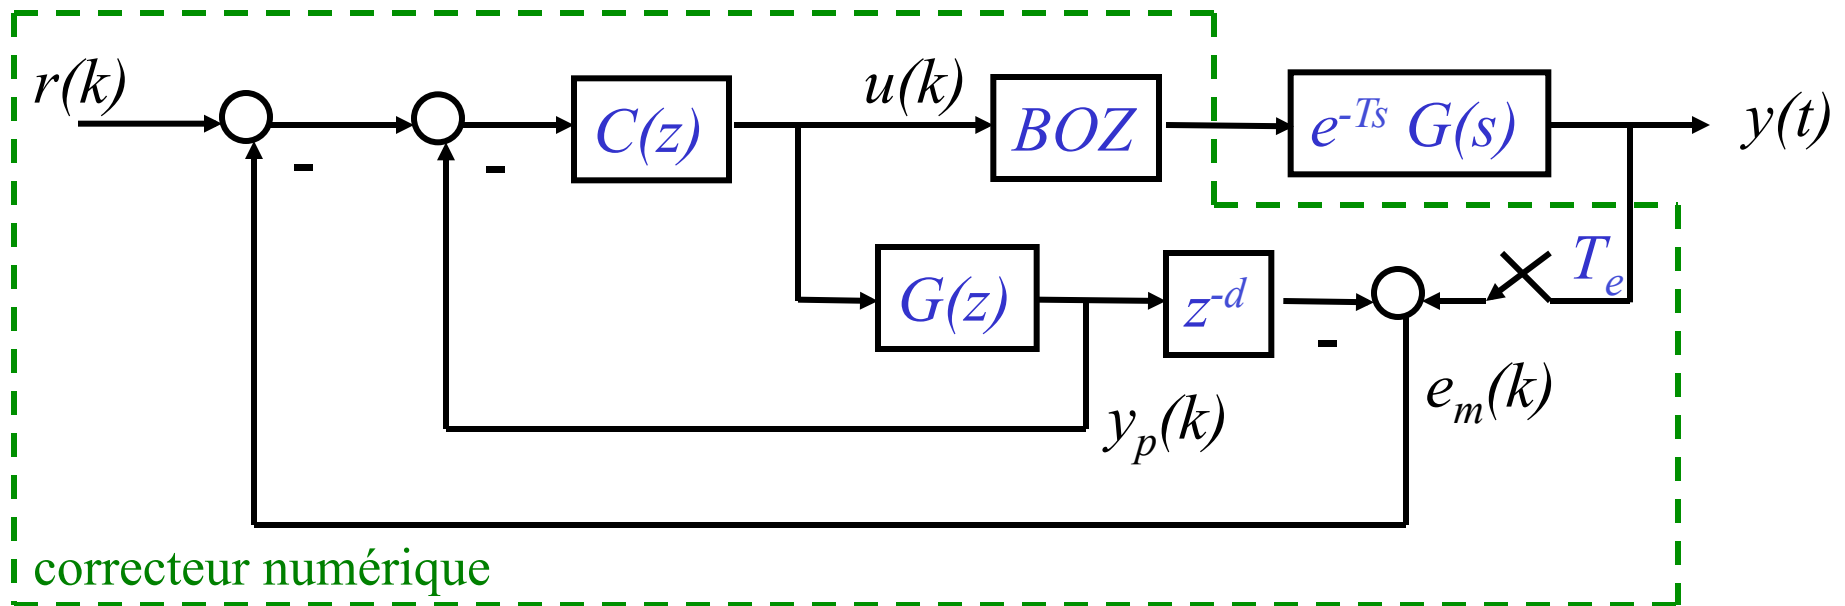 r(k)
-
-
C(z)
u(k)
BOZ
e^{-Ts} G(s)
y(t)
G(z)
z^{-d}
-
T_e
e_m(k)
y_p(k)
correcteur numérique